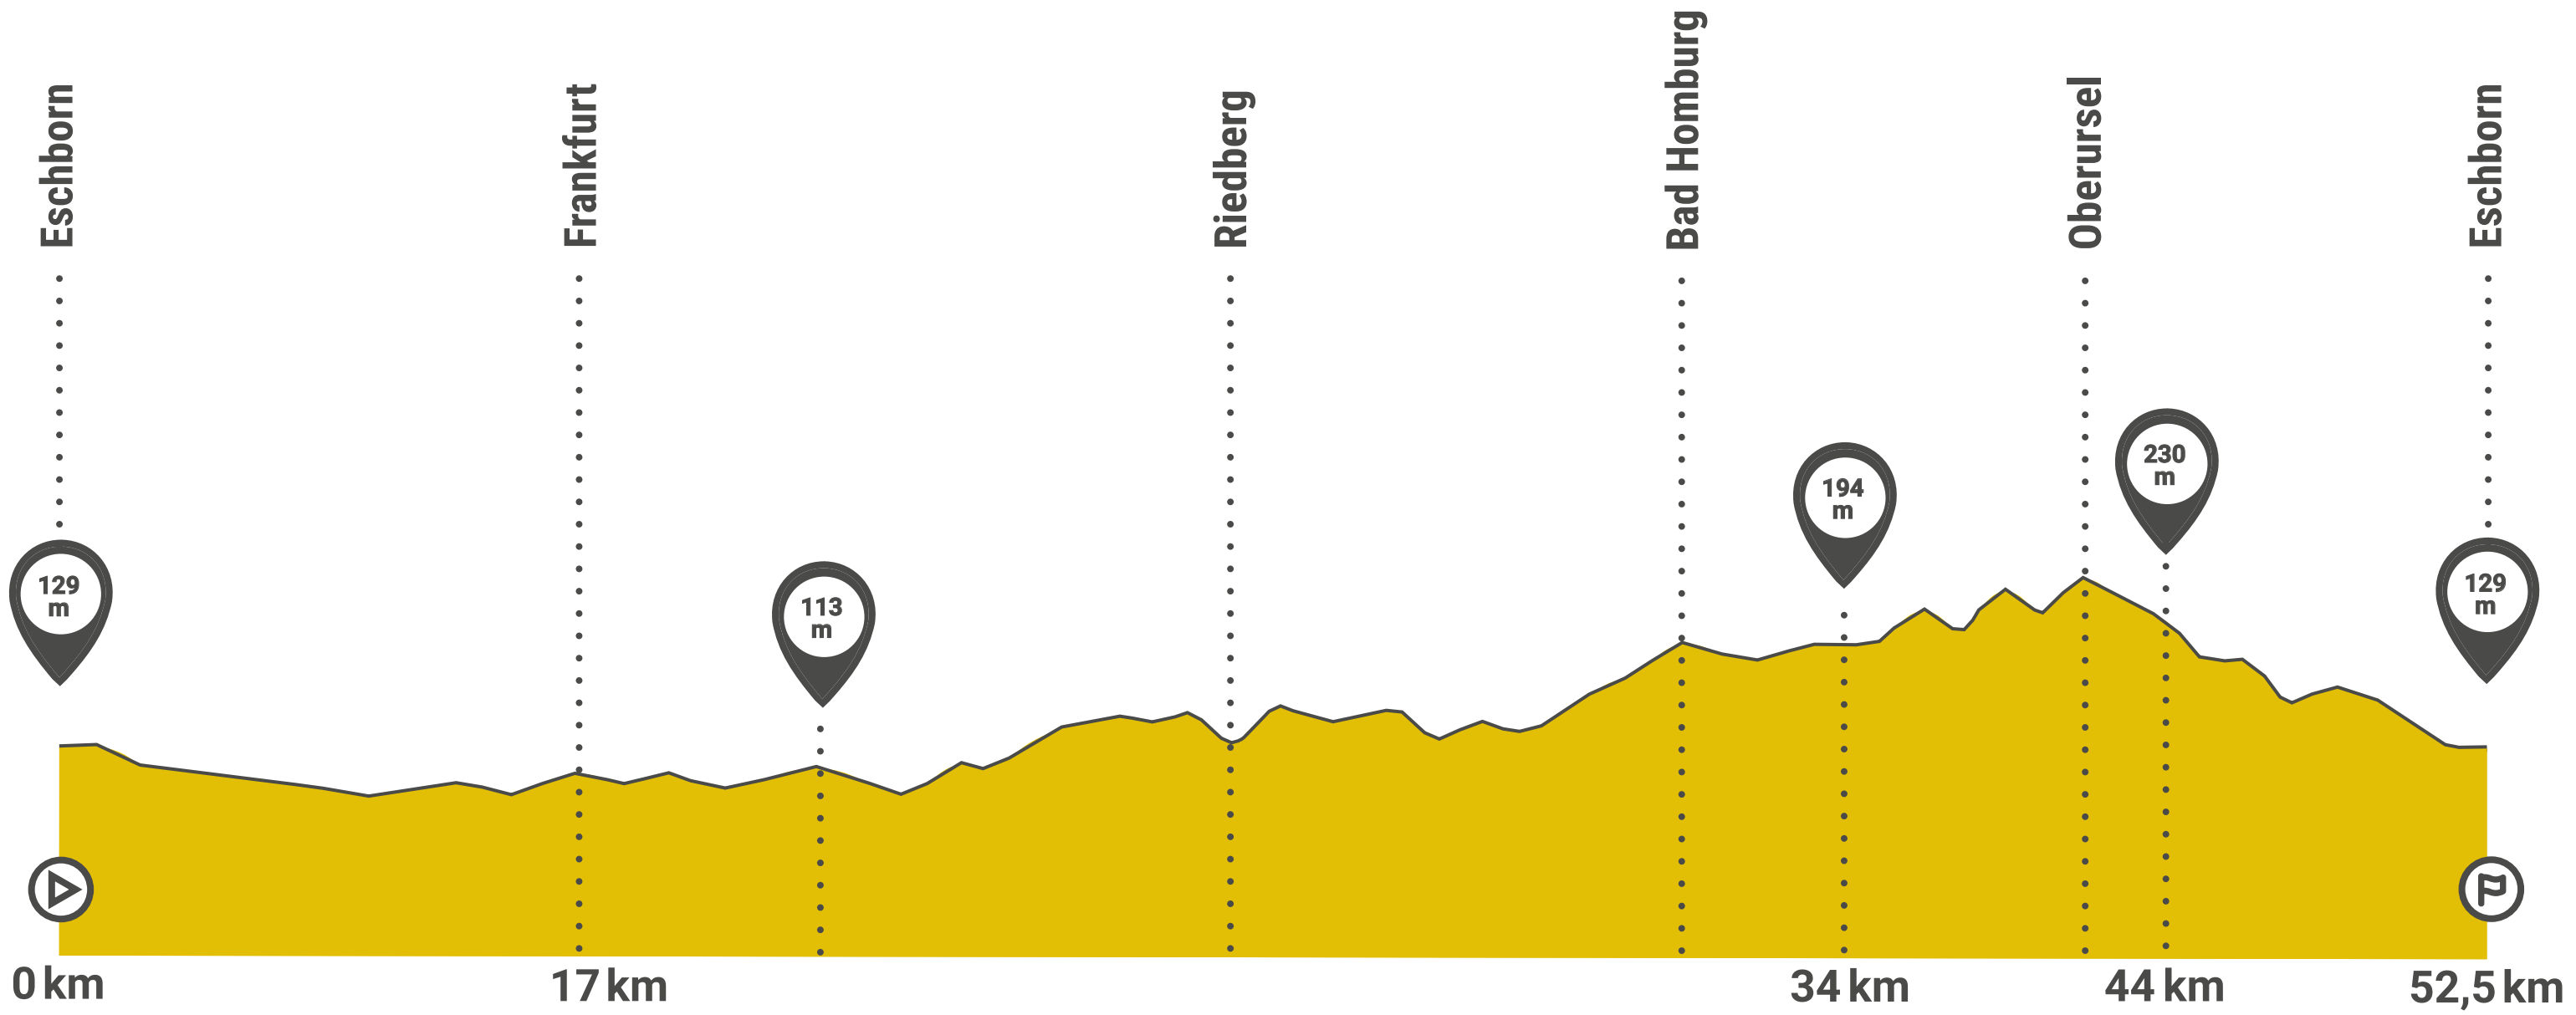 Eschborn
Frankfurt
Riedberg
Bad Homburg
Oberursel
Eschborn
129
m
113
m
194
m
230
m
129
m
0 km
17 km
34 km
44 km
52,5 km